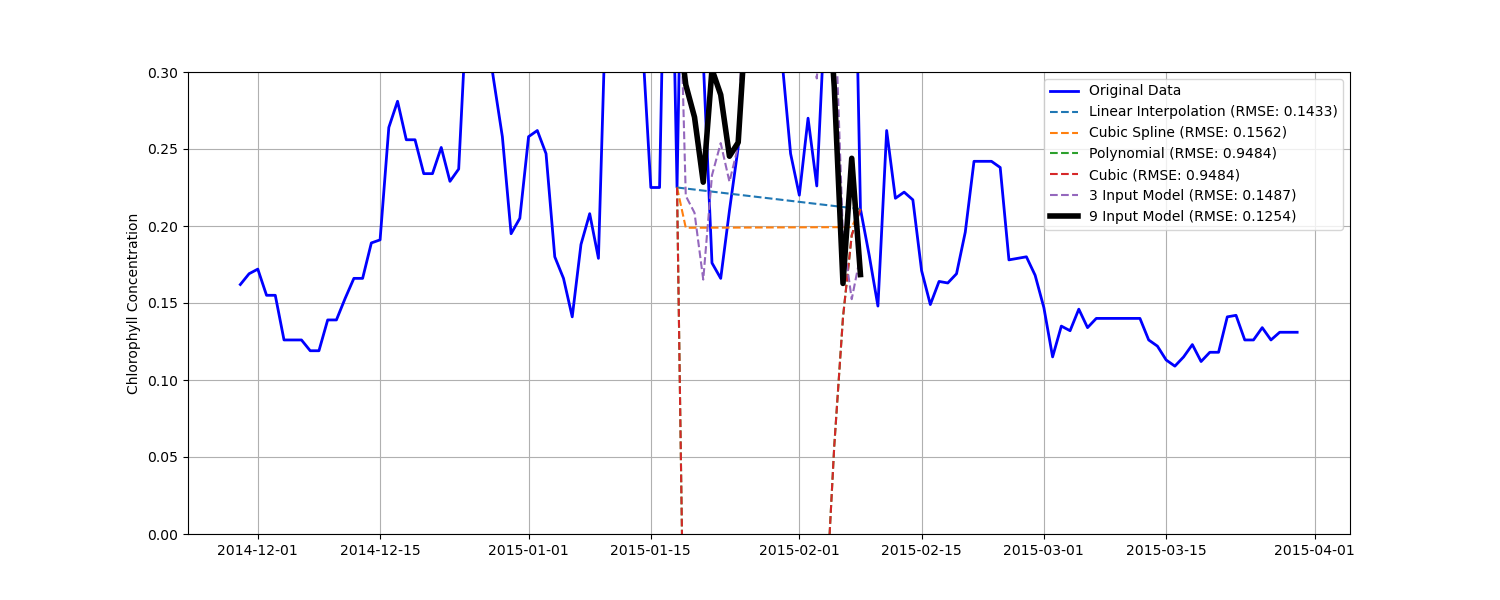 0.30
0.25
0.20
0.15
0.10
0.05
0.00
Chlorophyll Concentration
2014-12-01 2014-12-15 2015-01-01 2015-01-15 2015-02-01 2015-02-15 2015-03-01 2015-03-15 2015-04-01
Original Data
Linear Interpolation (RMSE: 0.1433)
Cubic Spline (RMSE: 0.1562)
Polynomial (RMSE: 0.9484)
Cubic (RMSE: 0.9484)
3 Input Model (RMSE: 0.1487)
9 Input Model (RMSE: 0.1254)